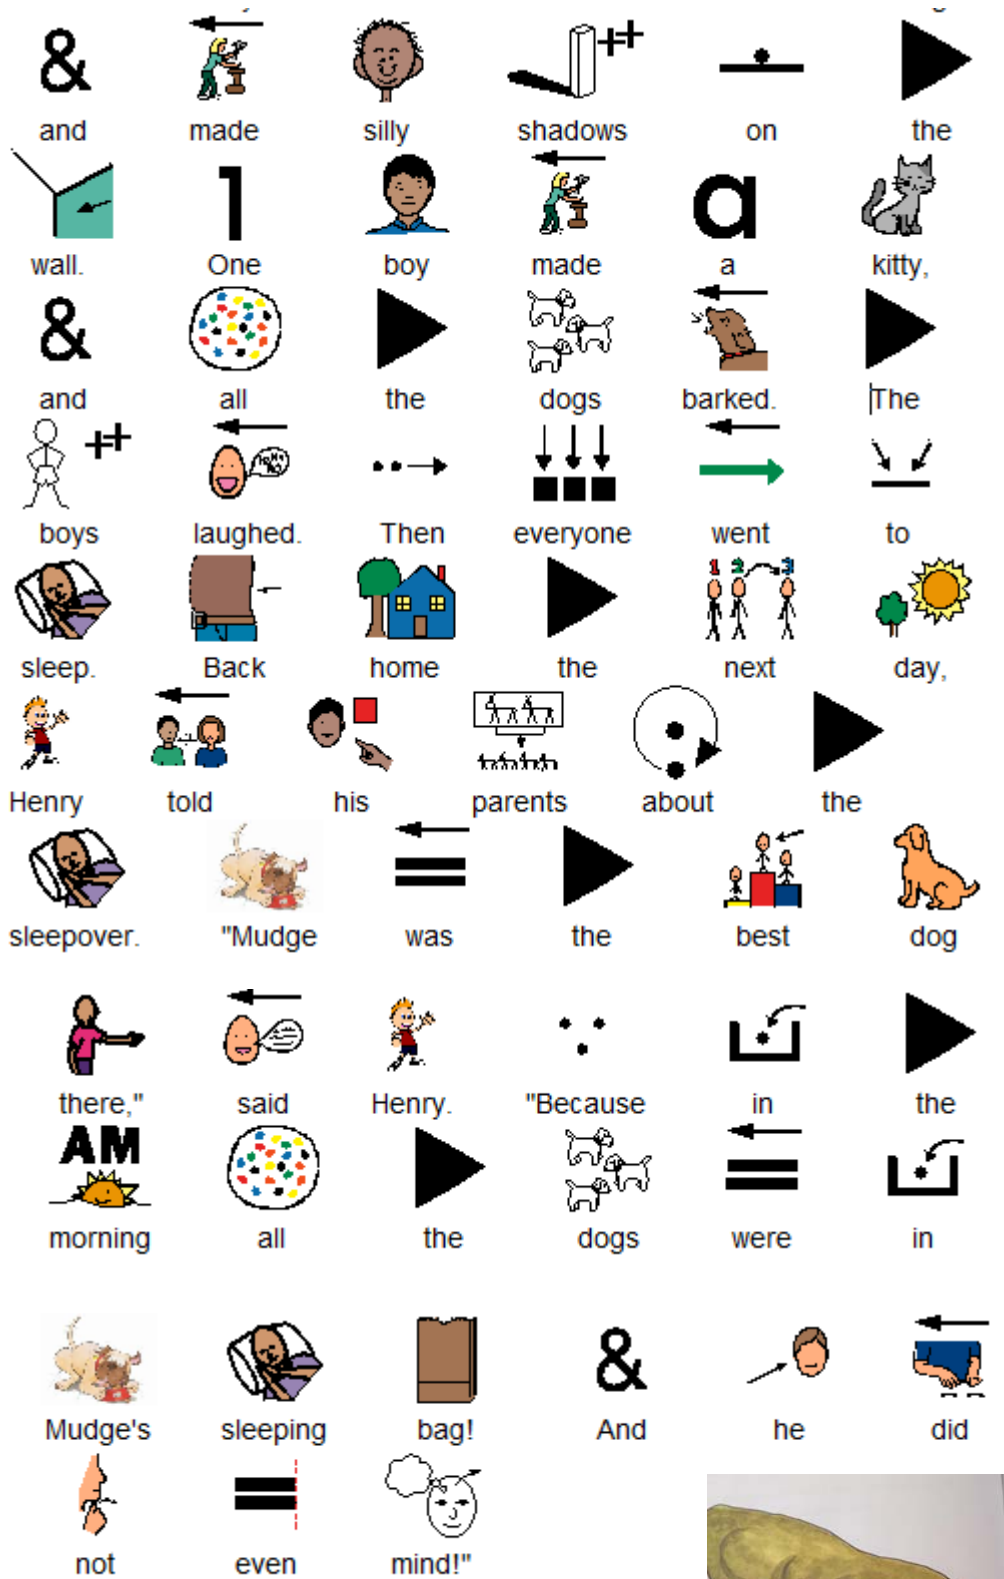 and made silly shadows on the
wall. One boy made a kitty,
and all the dogs barked. The
boys laughed. Then everyone went to
sleep. Back home the next day,
Henry told his parents about the
sleepover. "Mudge was the best dog
there," said Henry. "Because in the
AM
morning all the dogs were in
Mudge's sleeping bag! And he did
not even mind!"